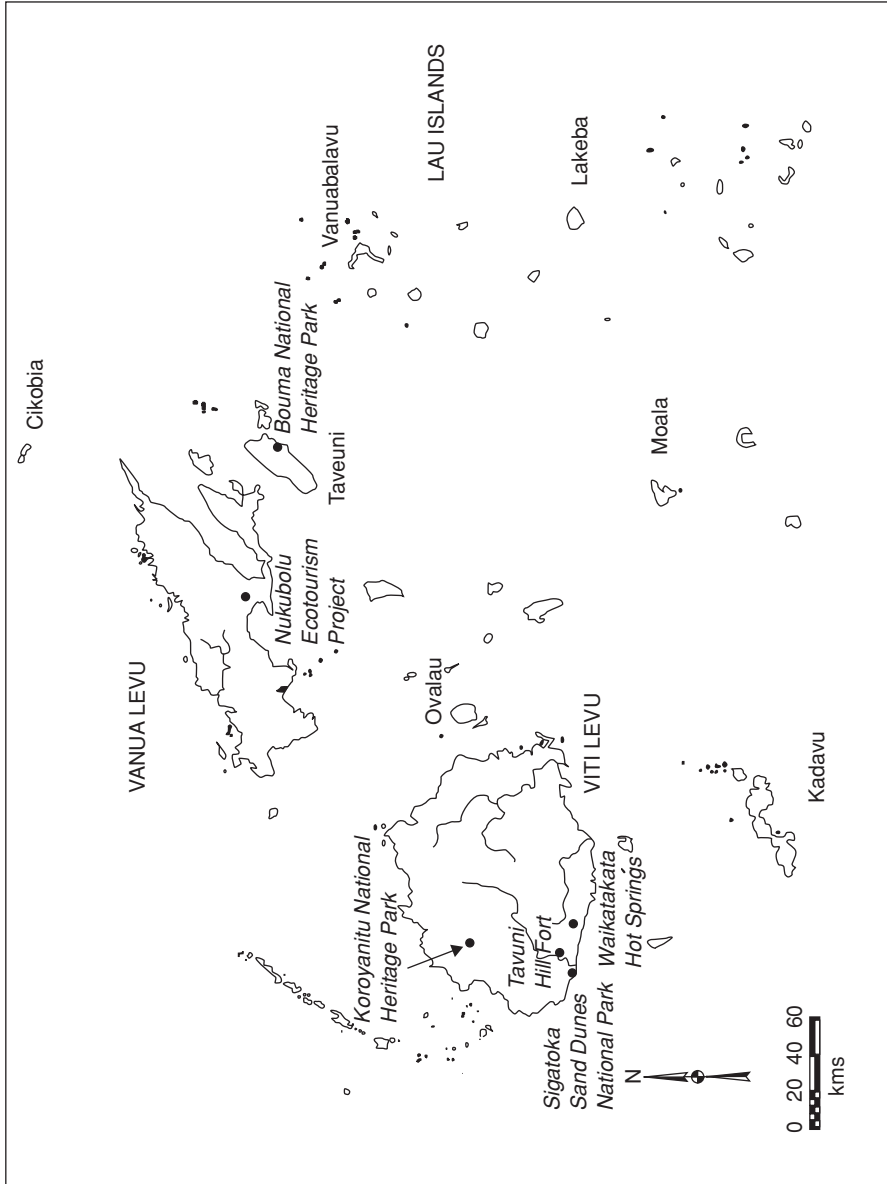 Cikobia
VANUA LEVU
Nukubolu
Ecotourism
Project
Taveuni
Bouma National
Heritage Park
Vanuabalavu
LAU ISLANDS
Koroyanitu National
Heritage Park
Ovalau
Lakeba
Tavuni
Hill Fort
VITI LEVU
Moala
Sigatoka
Sand Dunes
National Park
Waikatakata
Hot Springs
Kadavu
N
0 20 40 60
kms